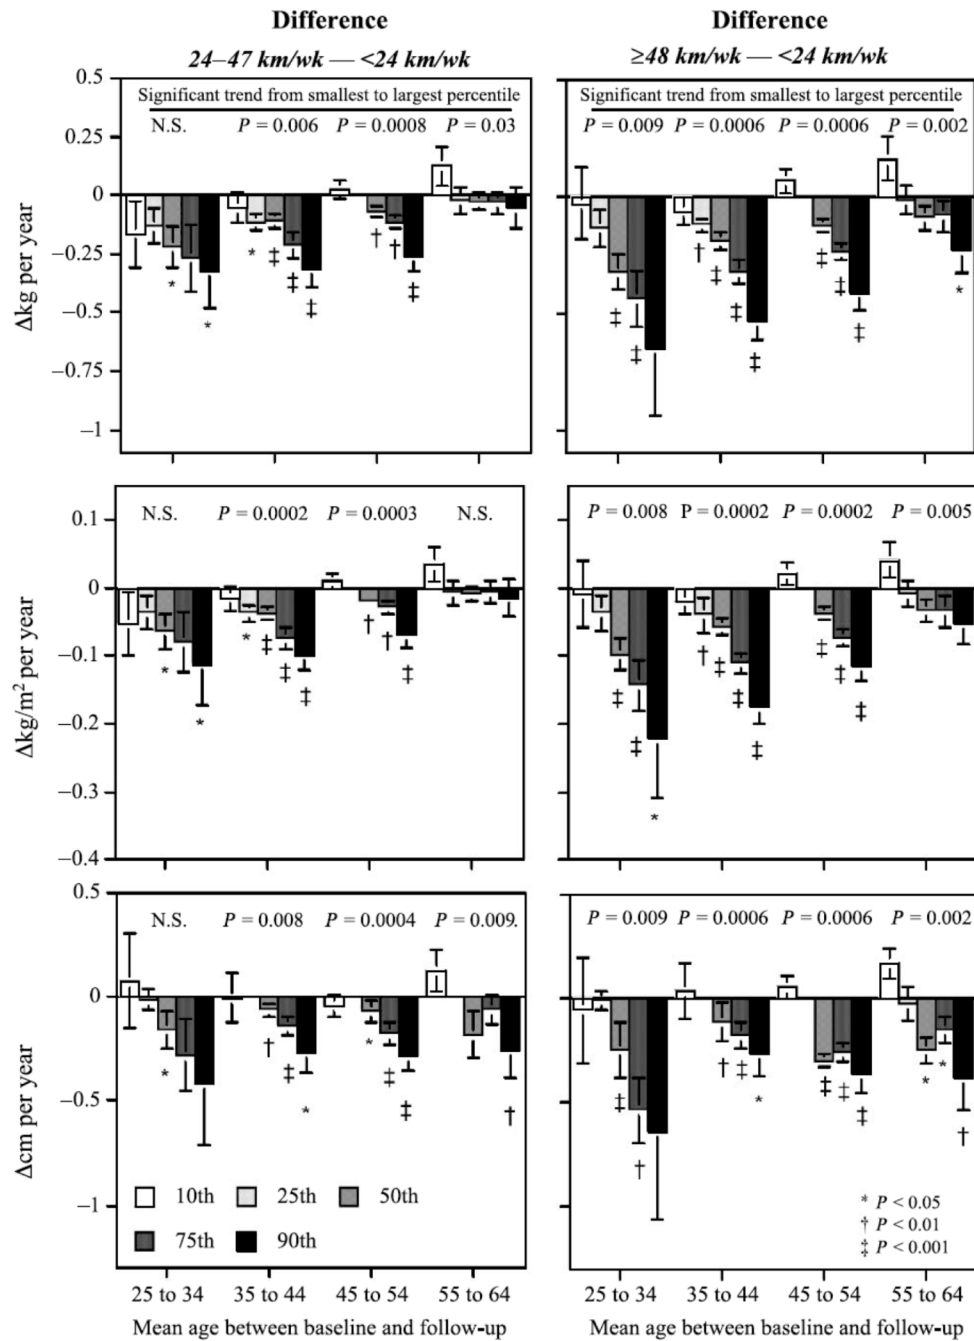 Difference
24–47 km/wk — <24 km/wk
Difference
≥48 km/wk — <24 km/wk
Δkg per year
0.5
0.25
0
–0.25
–0.5
–0.75
–1
Significant trend from smallest to largest percentile
N.S.
P = 0.006
P = 0.0008
P = 0.03
*
*
*
‡
‡
‡
†
†
‡
Significant trend from smallest to largest percentile
P = 0.009
P = 0.0006
P = 0.0006
P = 0.002
‡
‡
†
‡
‡
‡
‡
‡
‡
*
Δkg/m² per year
0.1
0
–0.1
–0.2
–0.3
–0.4
N.S.
P = 0.0002
P = 0.0003
N.S.
*
*
*
‡
‡
‡
†
†
‡
P = 0.008
P = 0.0002
P = 0.0002
P = 0.005
‡
‡
*
†
‡
‡
‡
‡
‡
‡
Δcm per year
0.5
0
–0.5
–1
N.S.
P = 0.008
P = 0.0004
P = 0.009.
*
†
‡
*
*
‡
‡
†
10th
25th
50th
75th
90th
P = 0.009
P = 0.0006
P = 0.0006
P = 0.002
‡
†
†
‡
*
‡
‡
‡
*
*
†
* P < 0.05
† P < 0.01
‡ P < 0.001
25 to 34
35 to 44
45 to 54
55 to 64
Mean age between baseline and follow-up
25 to 34
35 to 44
45 to 54
55 to 64
Mean age between baseline and follow-up